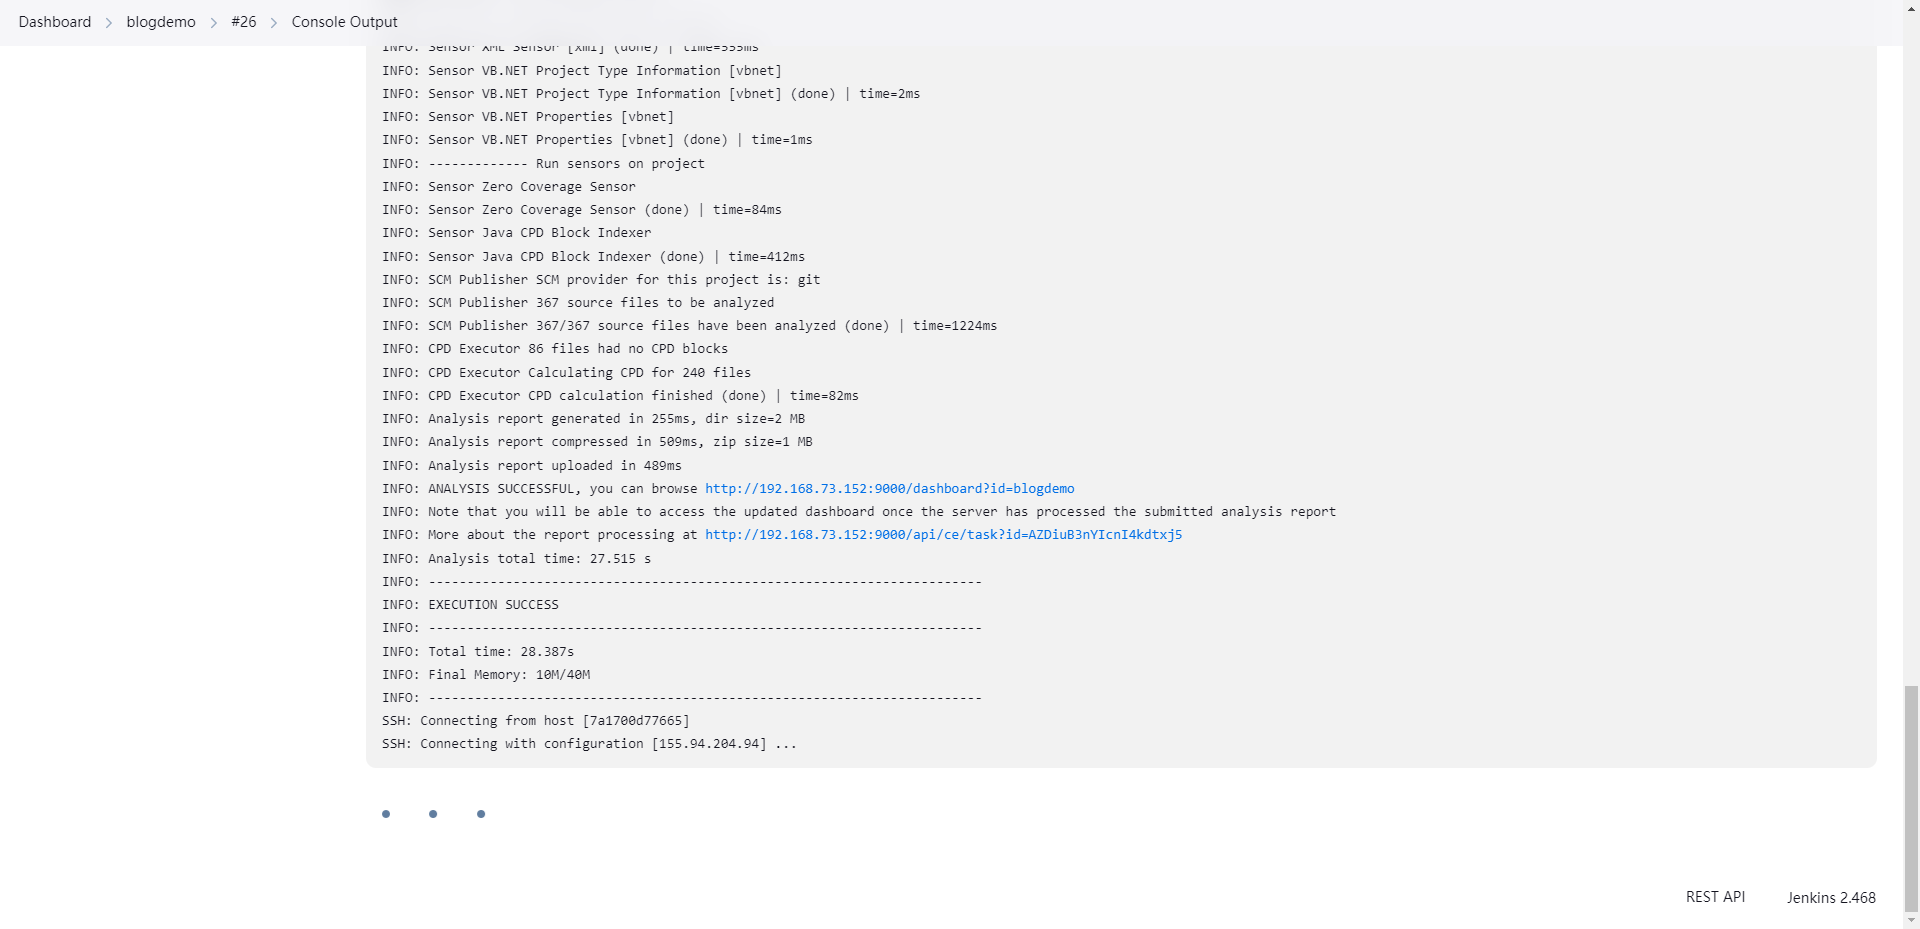 Dashboard > blogdemo > #26 > Console Output
INFO: Sensor XML Sensor [xml] (done) | time=555ms
INFO: Sensor VB.NET Project Type Information [vbnet]
INFO: Sensor VB.NET Project Type Information [vbnet] (done) | time=2ms
INFO: Sensor VB.NET Properties [vbnet]
INFO: Sensor VB.NET Properties [vbnet] (done) | time=1ms
INFO: ------------- Run sensors on project
INFO: Sensor Zero Coverage Sensor
INFO: Sensor Zero Coverage Sensor (done) | time=84ms
INFO: Sensor Java CPD Block Indexer
INFO: Sensor Java CPD Block Indexer (done) | time=412ms
INFO: SCM Publisher SCM provider for this project is: git
INFO: SCM Publisher 367 source files to be analyzed
INFO: SCM Publisher 367/367 source files have been analyzed (done) | time=1224ms
INFO: CPD Executor 86 files had no CPD blocks
INFO: CPD Executor Calculating CPD for 240 files
INFO: CPD Executor CPD calculation finished (done) | time=82ms
INFO: Analysis report generated in 255ms, dir size=2 MB
INFO: Analysis report compressed in 509ms, zip size=1 MB
INFO: Analysis report uploaded in 489ms
INFO: ANALYSIS SUCCESSFUL, you can browse http://192.168.73.152:9000/dashboard?id=blogdemo
INFO: Note that you will be able to access the updated dashboard once the server has processed the submitted analysis report
INFO: More about the report processing at http://192.168.73.152:9000/api/ce/task?id=AZDiuB3nYIcnI4kdtxj5
INFO: Analysis total time: 27.515 s
INFO: ------------------------------------------------------------------------
INFO: EXECUTION SUCCESS
INFO: ------------------------------------------------------------------------
INFO: Total time: 28.387s
INFO: Final Memory: 10M/40M
INFO: ------------------------------------------------------------------------
SSH: Connecting from host [7a1700d77665]
SSH: Connecting with configuration [155.94.204.94] ...
REST API
Jenkins 2.468